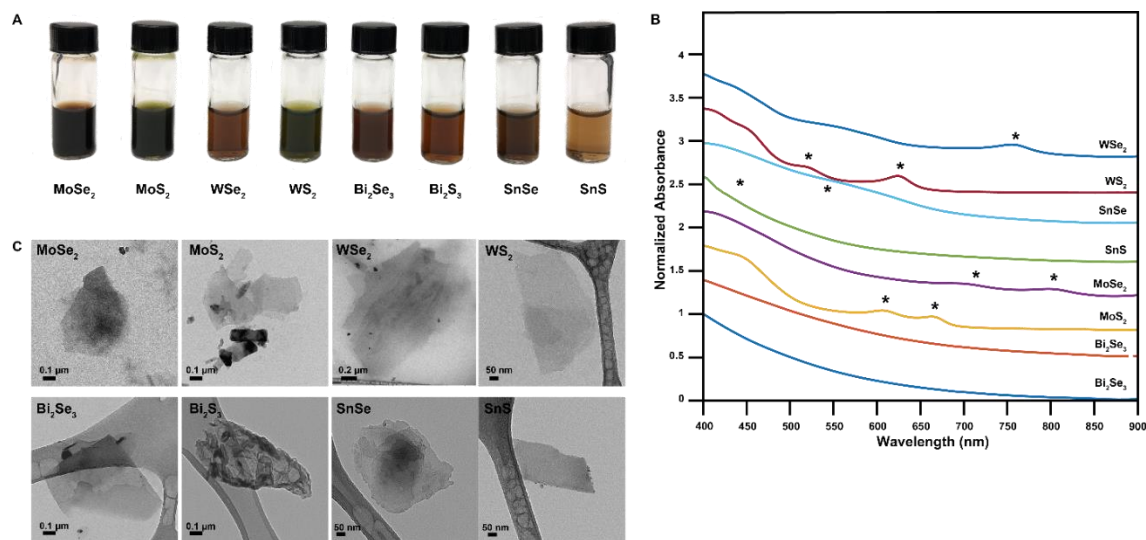 A
MoSe₂ MoS₂ WSe₂ WS₂ Bi₂Se₃ Bi₂S₃ SnSe SnS
B
4
3.5
3
2.5
2
1.5
1
0.5
0
Normalized Absorbance
* WSe₂
* * WS₂
SnSe
* *
SnS
* * MoSe₂
* * MoS₂
Bi₂Se₃
Bi₂Se₃
400 450 500 550 600 650 700 750 800 850 900
Wavelength (nm)
C
MoSe₂ MoS₂ WSe₂ WS₂
0.1 µm 0.1 µm 0.2 µm 50 nm
Bi₂Se₃ Bi₂S₃ SnSe SnS
0.1 µm 0.1 µm 50 nm 50 nm